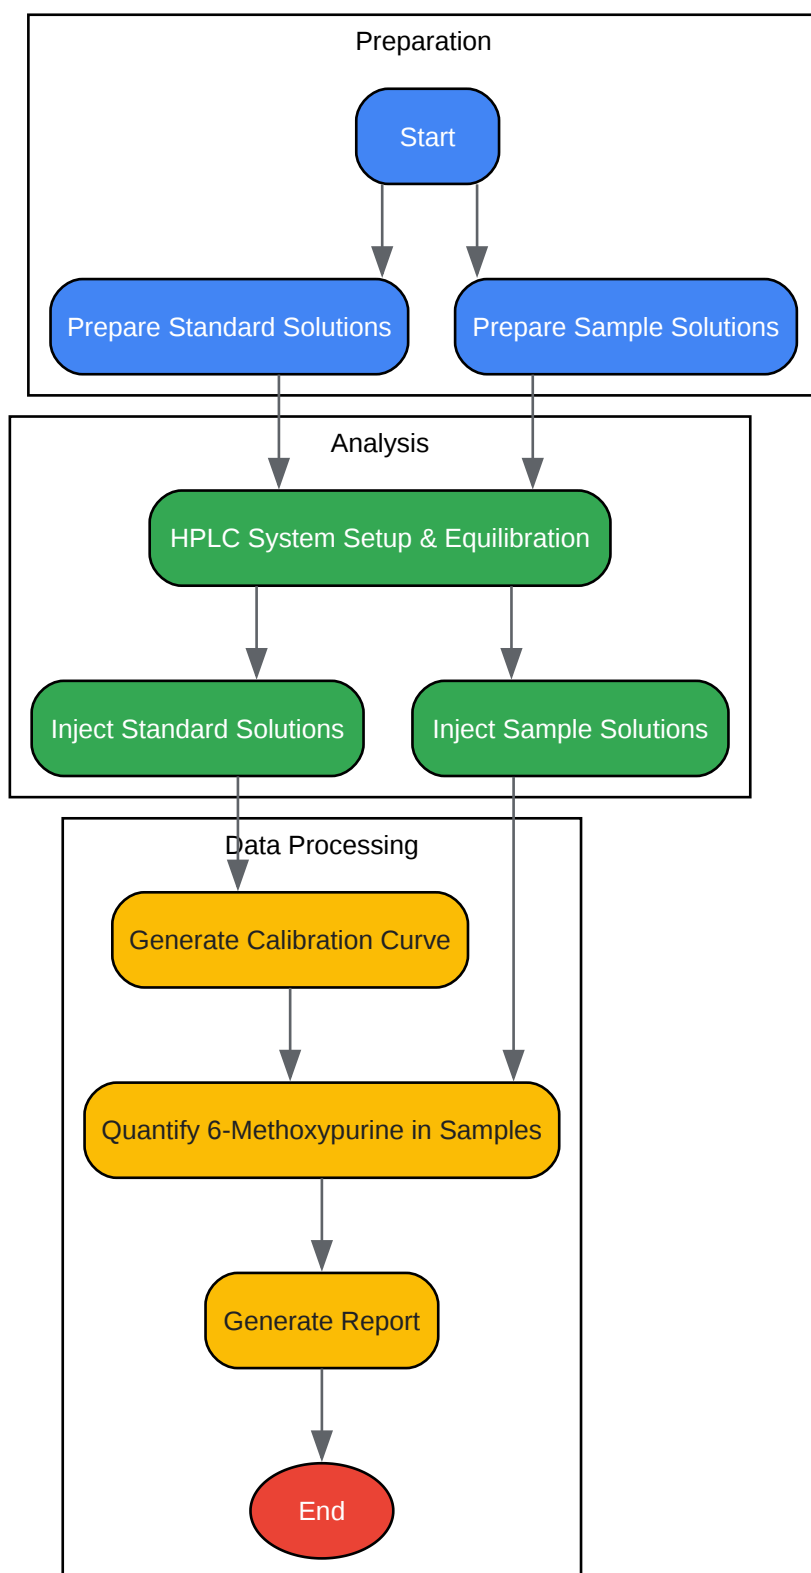 Preparation
Start
Prepare Standard Solutions
Prepare Sample Solutions
Analysis
HPLC System Setup & Equilibration
Inject Standard Solutions
Inject Sample Solutions
Data Processing
Generate Calibration Curve
Quantify 6-Methoxypurine in Samples
Generate Report
End